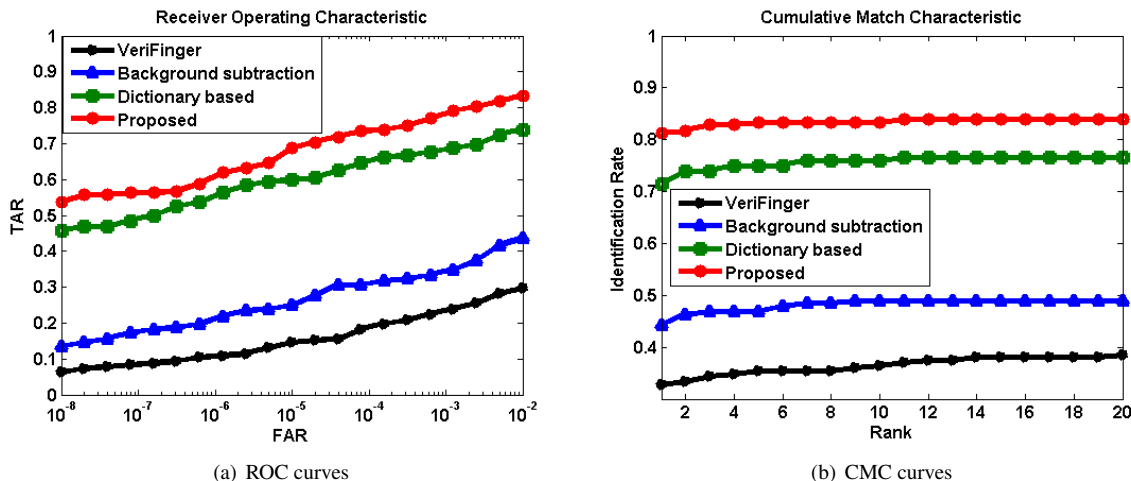 Receiver Operating Characteristic
1
0.9
0.8
0.7
0.6
0.5
0.4
0.3
0.2
0.1
0
TAR
VeriFinger
Background subtraction
Dictionary based
Proposed
10^-8
10^-7
10^-6
10^-5
10^-4
10^-3
10^-2
FAR
(a) ROC curves
Cumulative Match Characteristic
1
0.9
0.8
0.7
0.6
0.5
0.4
Identification Rate
VeriFinger
Background subtraction
Dictionary based
Proposed
2 4 6 8 10 12 14 16 18 20
Rank
(b) CMC curves